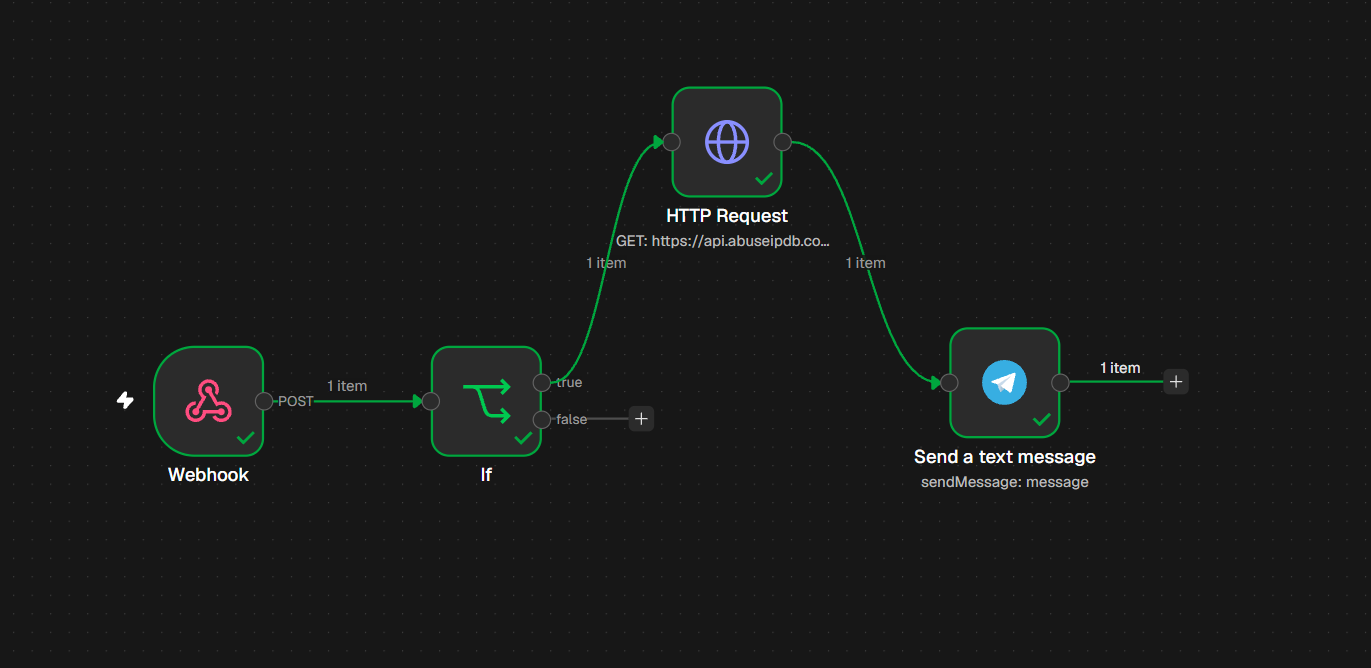 HTTP Request
GET: https://api.abuseipdb.co...
1 item
1 item
1 item
POST
true
false
Webhook
If
1 item
Send a text message
sendMessage: message